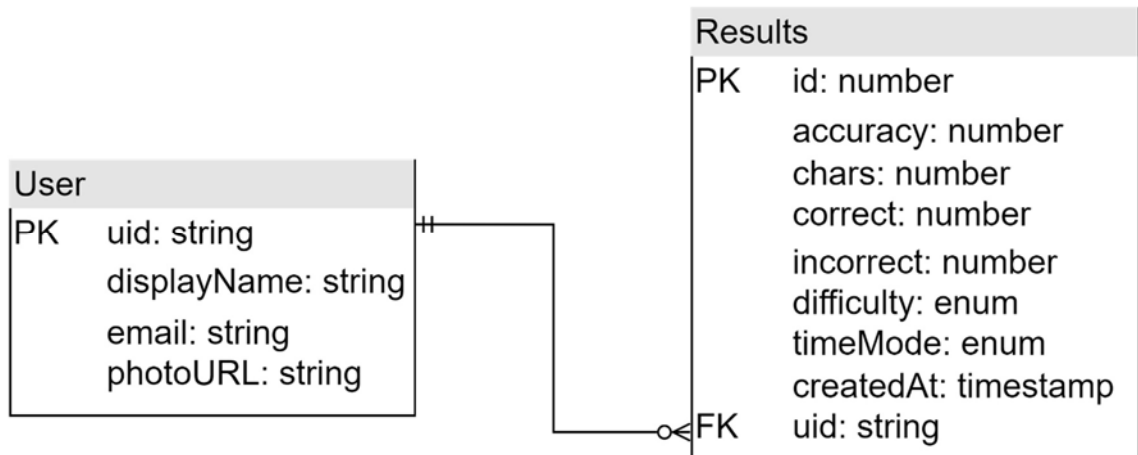 User
PK uid: string
displayName: string
email: string
photoURL: string
Results
PK id: number
accuracy: number
chars: number
correct: number
incorrect: number
difficulty: enum
timeMode: enum
createdAt: timestamp
FK uid: string